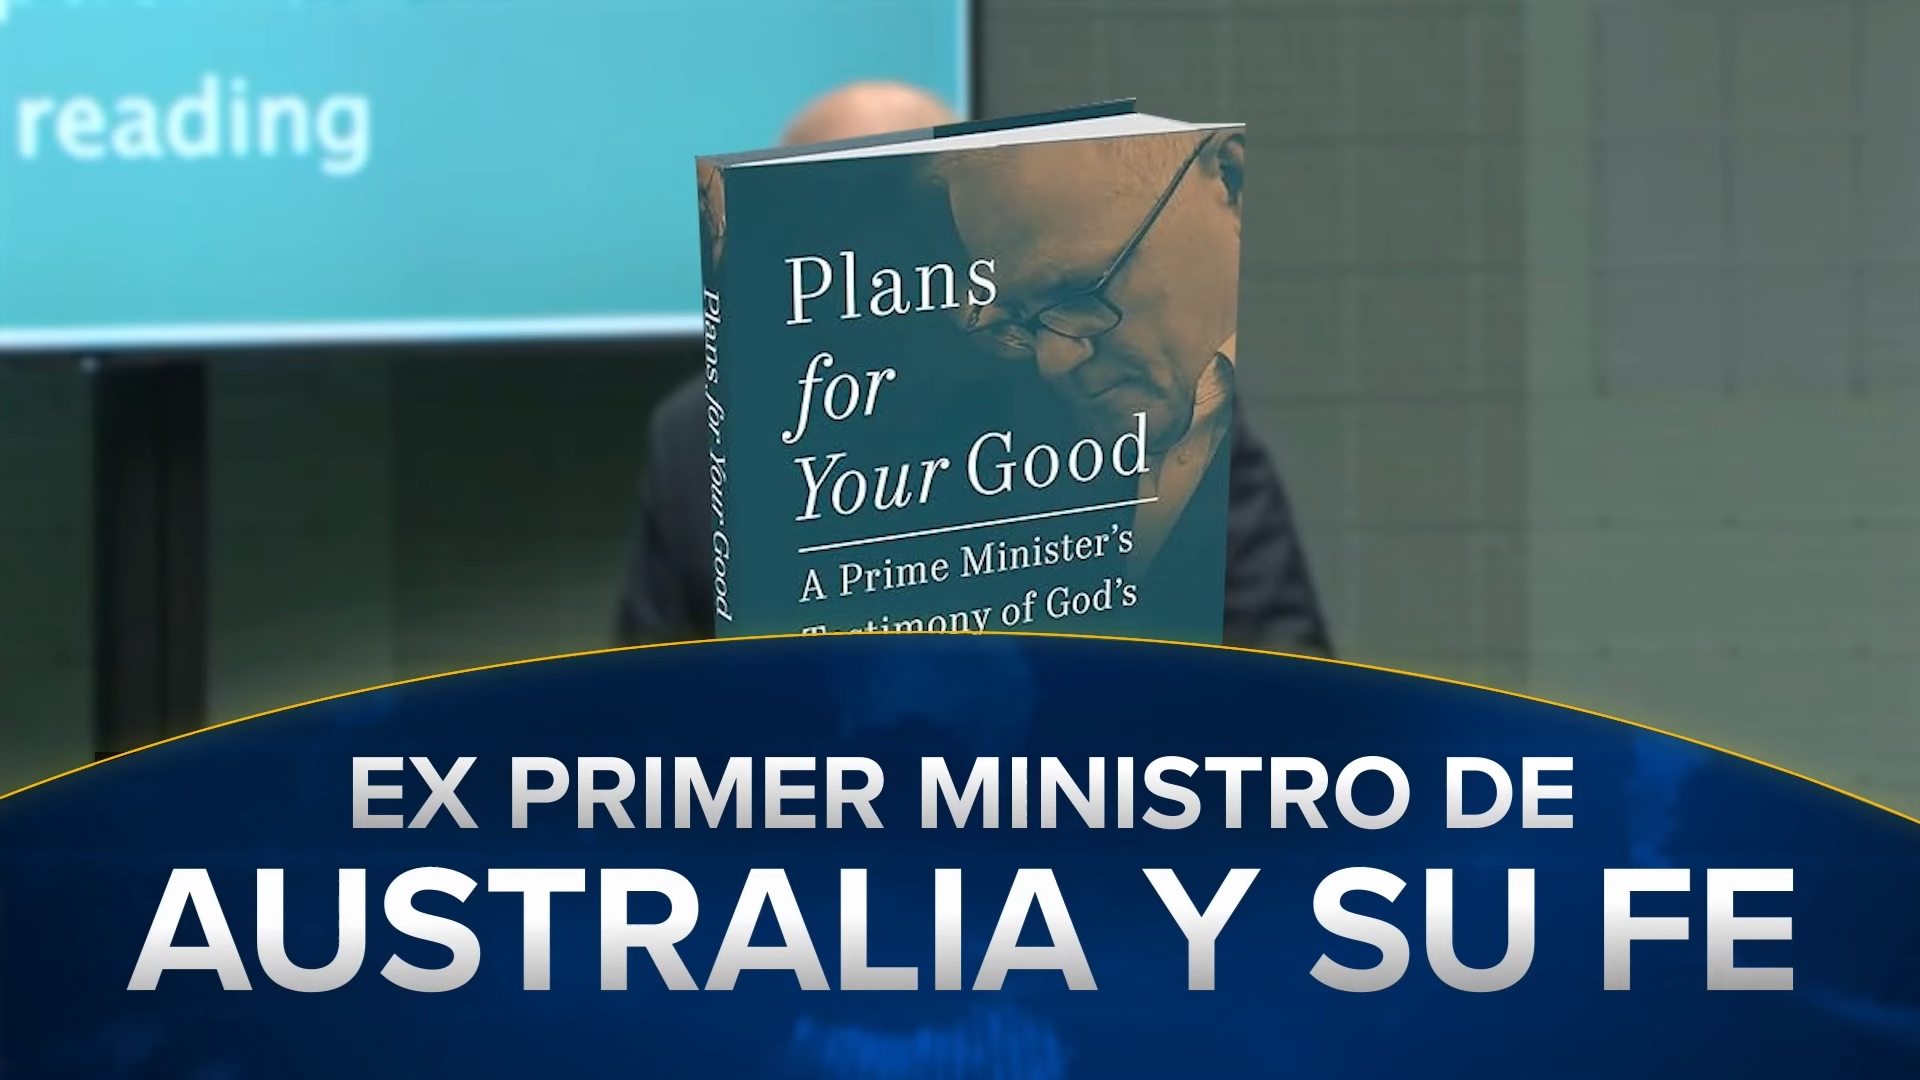 reading
Plans
for
Your Good
A Prime Minister's
Testimony of God's
Plans for Your Good
EX PRIMER MINISTRO DE
AUSTRALIA Y SU FE